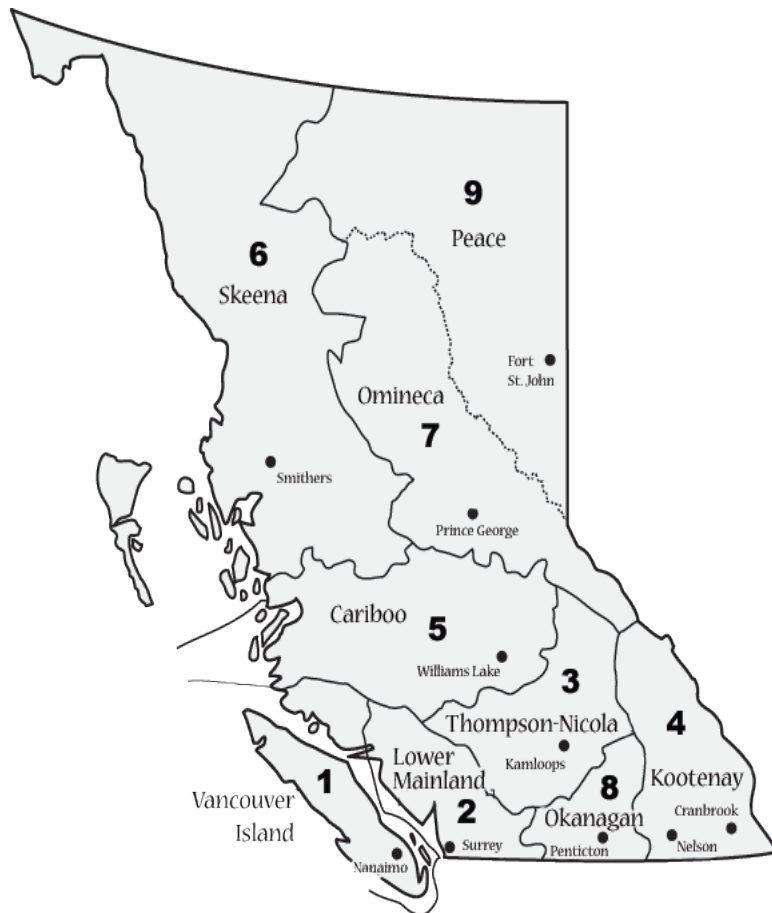 9
Peace
6
Skeena
Fort
St. John
Omineca
7
Smithers
Prince George
Cariboo
5
Williams Lake
3
Thompson-Nicola
4
Lower
Mainland
Kamloops
Kootenay
1
8
Vancouver
Island
2
Okanagan
Cranbrook
Surrey
Penticton
Nelson
Nanaimo